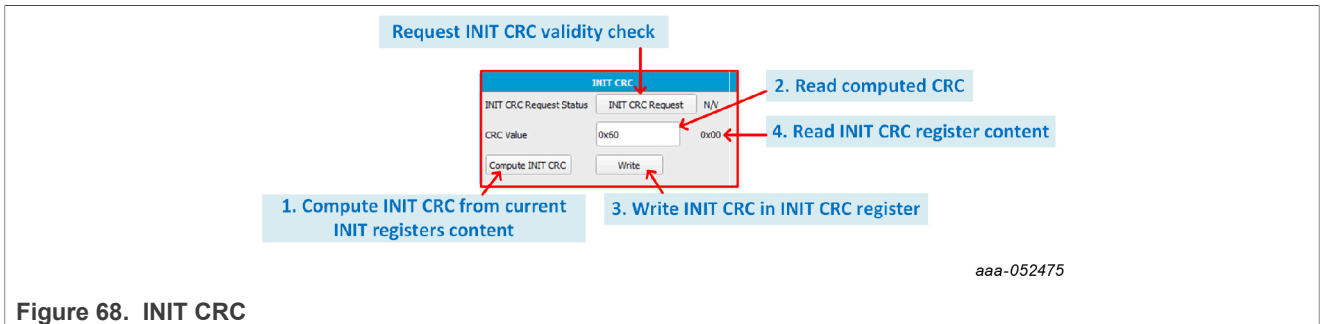 Request INIT CRC validity check
INIT CRC
INIT CRC Request Status INIT CRC Request N/V
2. Read computed CRC
CRC Value 0x60 0x00
4. Read INIT CRC register content
Compute INIT CRC Write
1. Compute INIT CRC from current
INIT registers content
3. Write INIT CRC in INIT CRC register
aaa-052475
Figure 68. INIT CRC